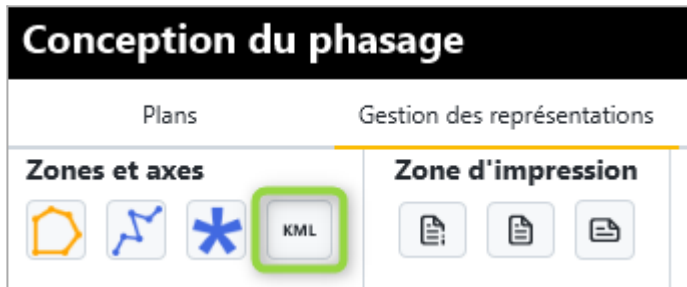 Conception du phasage
Plans
Gestion des représentations
Zones et axes
Zone d'impression
KML